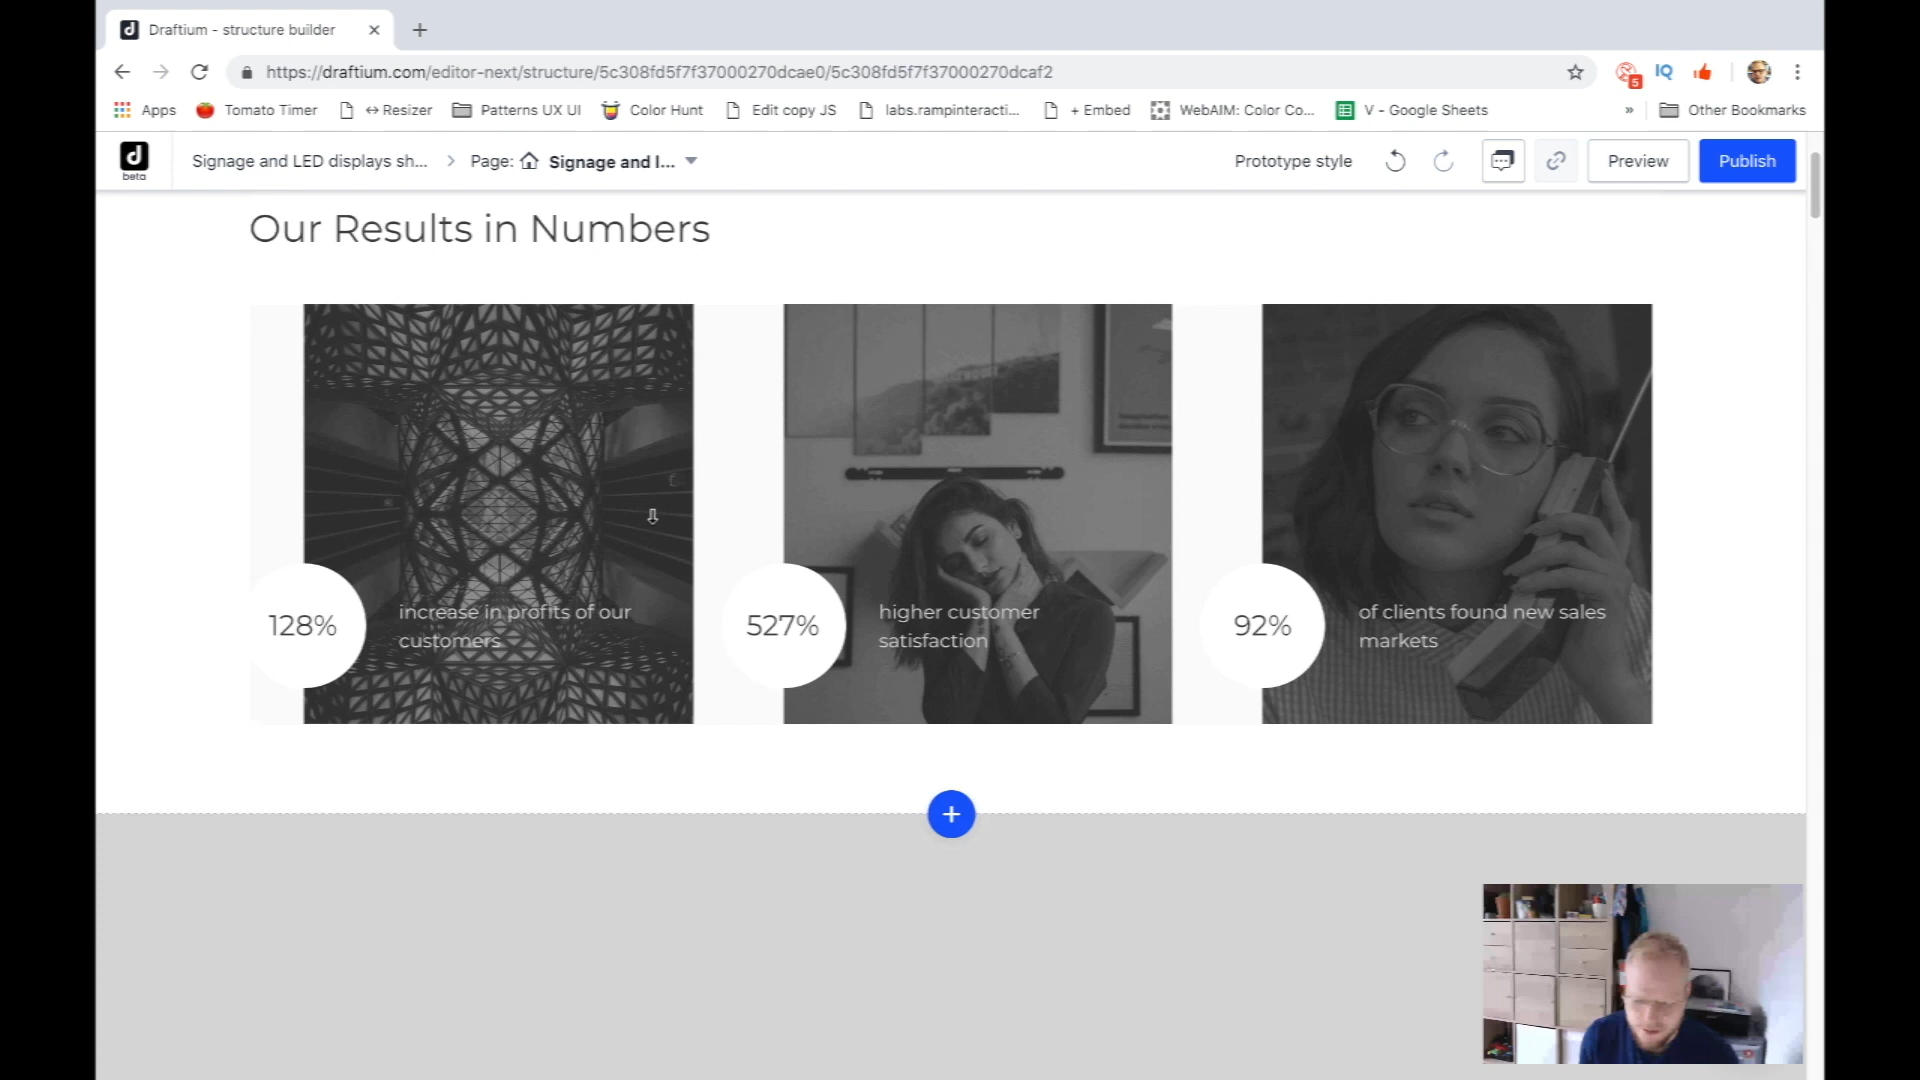 Draftium - structure builder
https://draftium.com/editor-next/structure/5c308fd5f7f37000270dcae0/5c308fd5f7f37000270dcaf2
5
IQ
Apps
Tomato Timer
↔ Resizer
Patterns UX UI
Color Hunt
Edit copy JS
labs.rampinteracti...
+ Embed
WebAIM: Color Co...
V - Google Sheets
»
Other Bookmarks
d
beta
Signage and LED displays sh...
Page:
Signage and l...
Prototype style
Preview
Publish
Our Results in Numbers
128%
increase in profits of our
customers
527%
higher customer
satisfaction
92%
of clients found new sales
markets